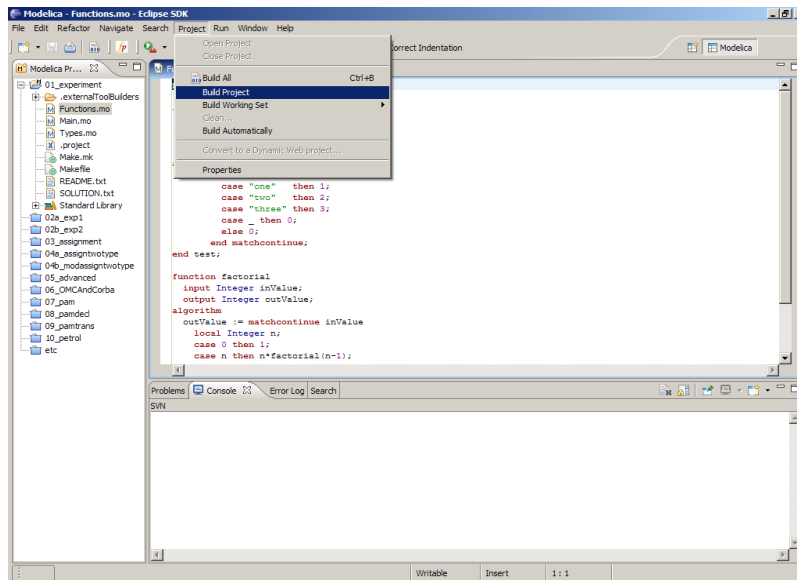 Modelica - Functions.mo - Eclipse SDK
File Edit Refactor Navigate Search Project Run Window Help
Open Project
Close Project
Build All Ctrl+B
Build Project
Build Working Set
Clean...
Build Automatically
Convert to a Dynamic Web project...
Properties
Correct Indentation
Modelica
Modelica Pr...
01_experiment
.externalToolBuilders
Functions.mo
Main.mo
Types.mo
.project
Make.mk
Makefile
README.txt
SOLUTION.txt
Standard Library
02a_exp1
02b_exp2
03_assignment
04a_assigntwotype
04b_modassigntwotype
05_advanced
06_OMCAndCorba
07_pam
08_pamdecl
09_pamtrans
10_petrol
etc
case "one" then 1;
case "two" then 2;
case "three" then 3;
case _ then 0;
else 0;
end matchcontinue;
end test;
function factorial
input Integer inValue;
output Integer outValue;
algorithm
outValue := matchcontinue inValue
local Integer n;
case 0 then 1;
case n then n*factorial(n-1);
Problems Console Error Log Search
SVN
Writable Insert 1 : 1